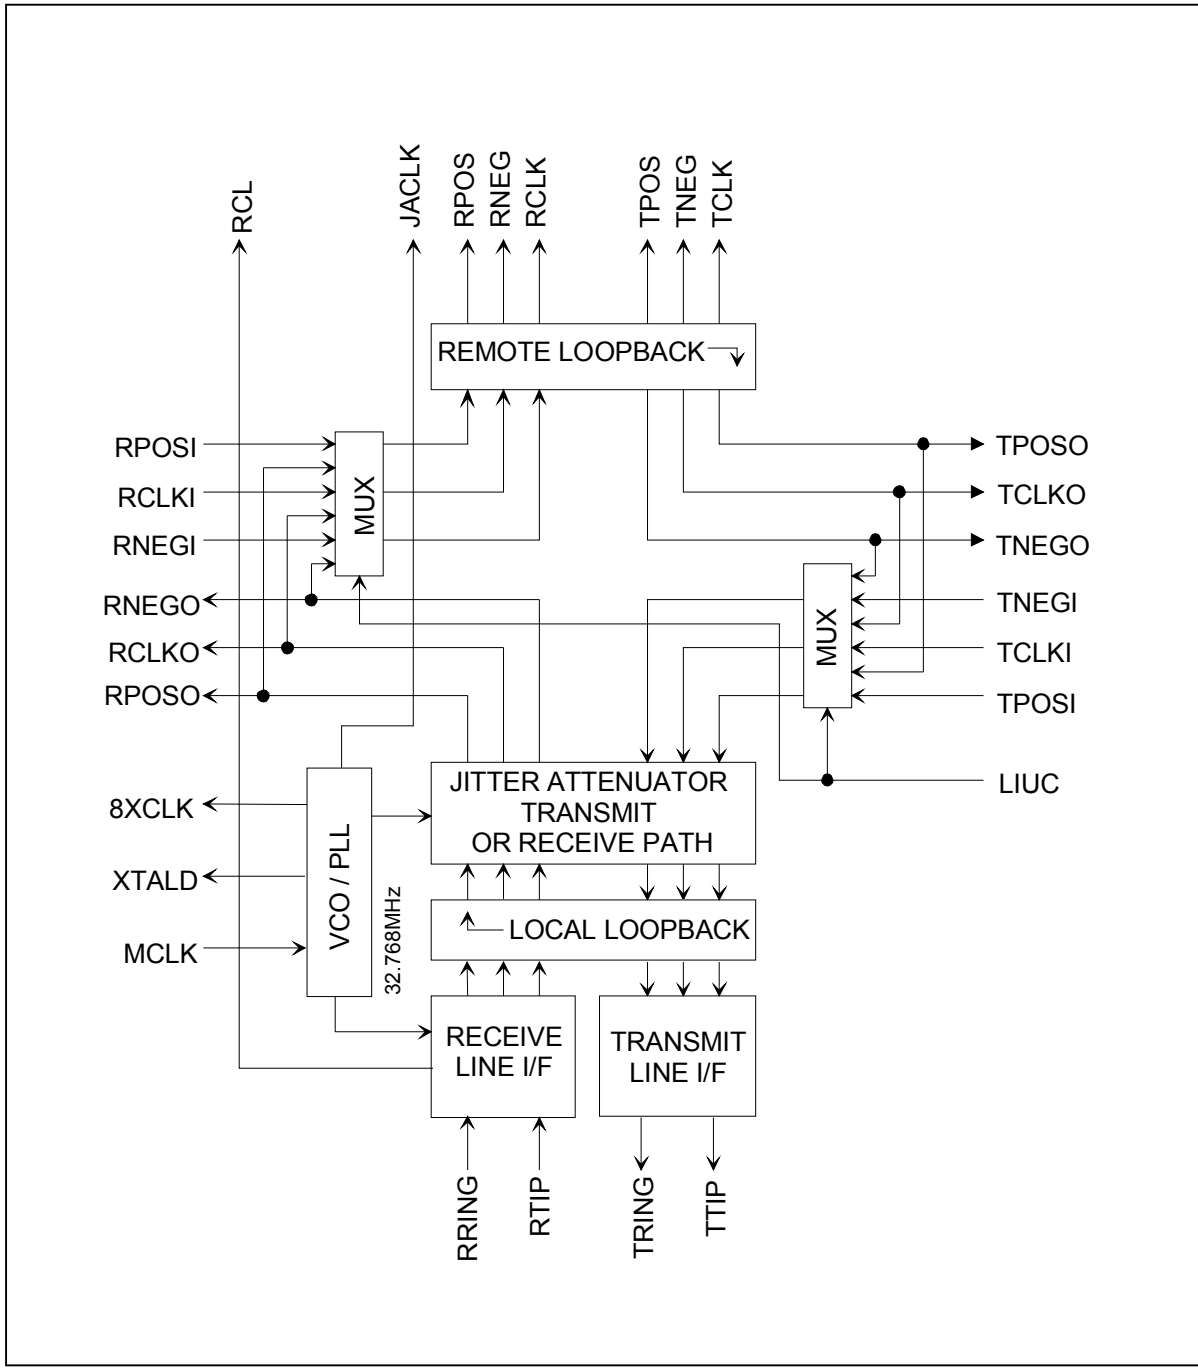 RCL
JACLK
RPOS
RNEG
RCLK
TPOS
TNEG
TCLK
REMOTE LOOPBACK
RPOSI
RCLKI
RNEGI
MUX
TPOSO
TCLKO
TNEGO
RNEGO
RCLKO
RPOSO
MUX
TNEGI
TCLKI
TPOSI
LIUC
8XCLK
XTALD
MCLK
VCO / PLL
32.768MHz
JITTER ATTENUATOR
TRANSMIT
OR RECEIVE PATH
LOCAL LOOPBACK
RECEIVE
LINE I/F
TRANSMIT
LINE I/F
RRING
RTIP
TRING
TTIP